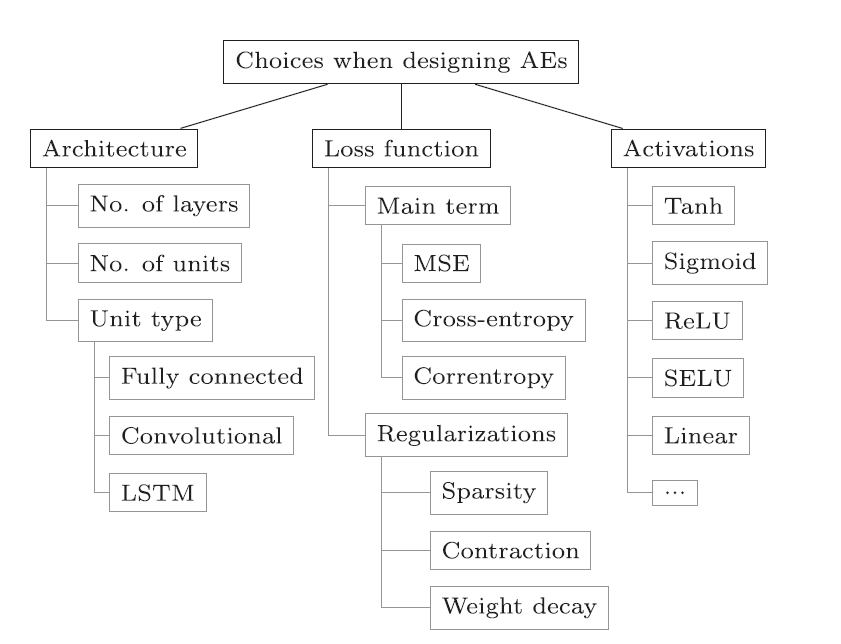 Choices when designing AEs
Architecture
No. of layers
No. of units
Unit type
Fully connected
Convolutional
LSTM
Loss function
Main term
MSE
Cross-entropy
Correntropy
Regularizations
Sparsity
Contraction
Weight decay
Activations
Tanh
Sigmoid
ReLU
SELU
Linear
...